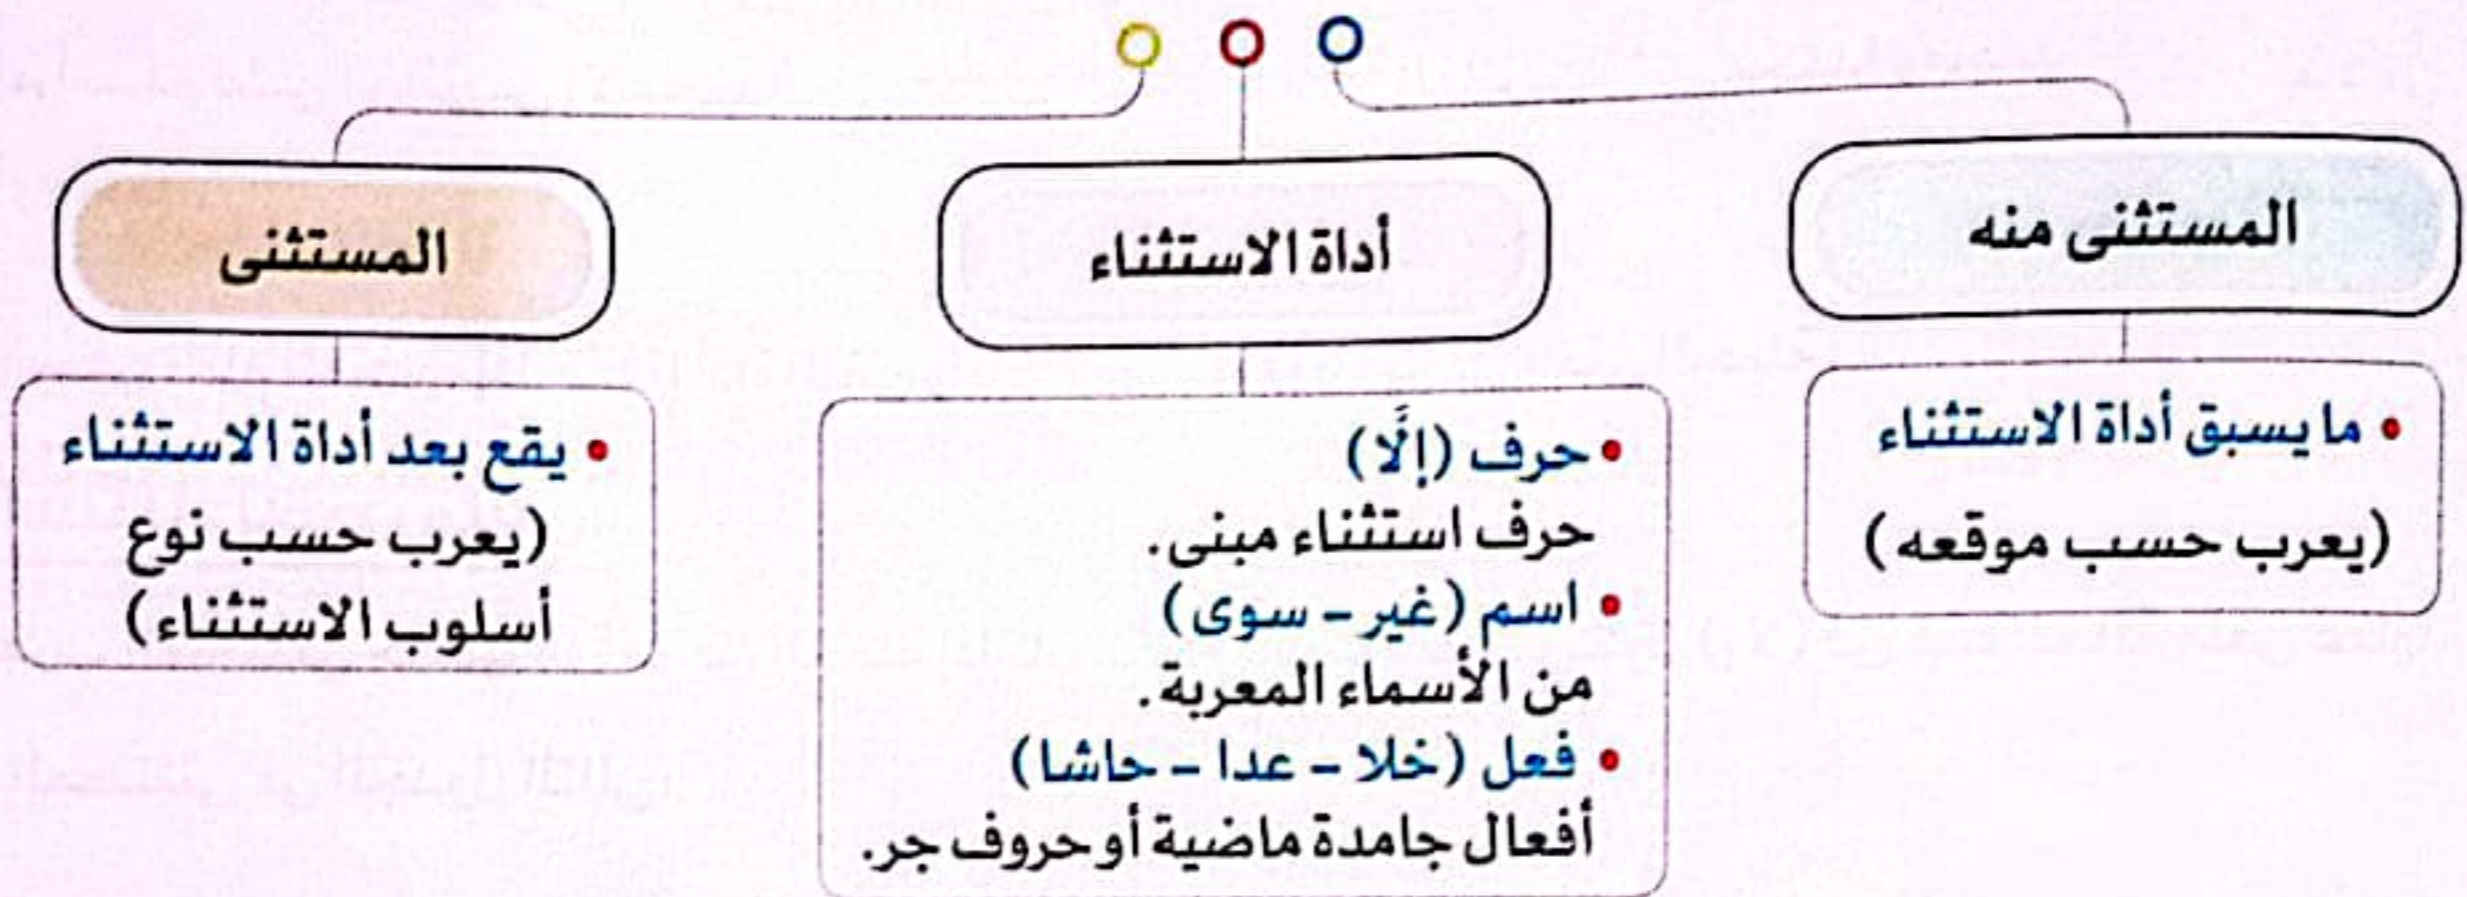 المستثنى منه
أداة الاستثناء
المستثنى
• ما يسبق أداة الاستثناء
(يعرب حسب موقعه)
• حرف (إلَّا)
حرف استثناء مبنى.
• اسم (غير - سوى)
من الأسماء المعربة.
• فعل (خلا - عدا - حاشا)
أفعال جامدة ماضية أو حروف جر.
• يقع بعد أداة الاستثناء
(يعرب حسب نوع
أسلوب الاستثناء)